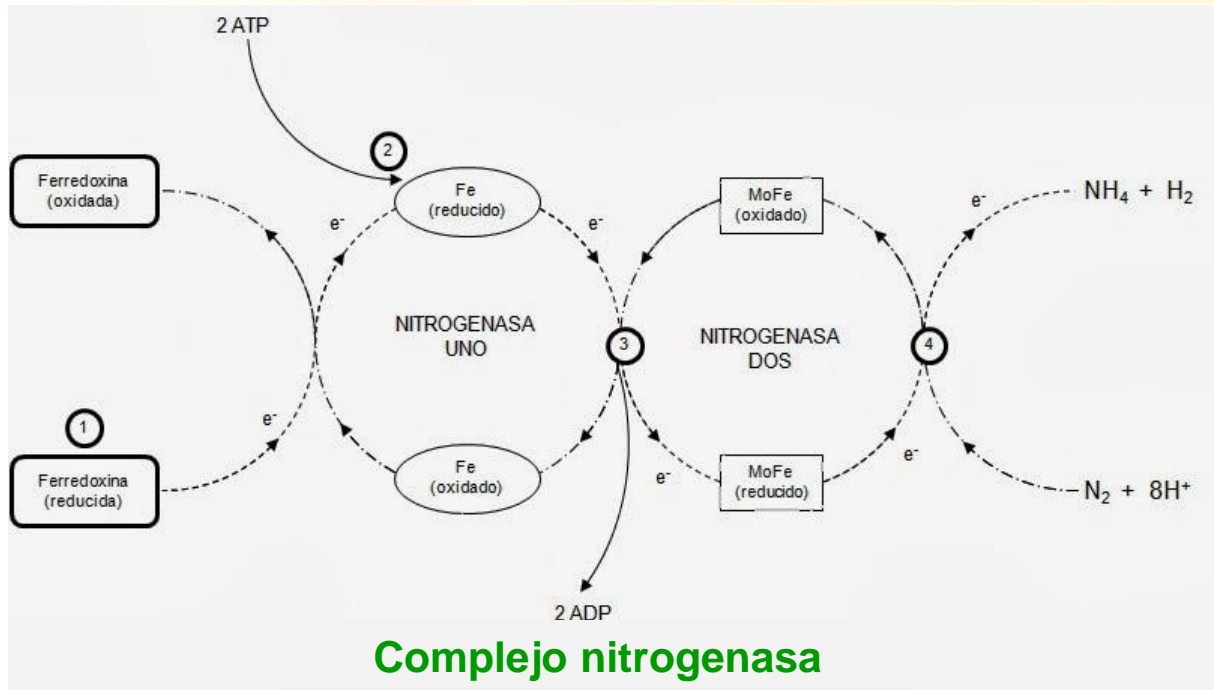 2 ATP
2
Ferredoxina
(oxidada)
Fe
(reducido)
MoFe
(oxidado)
NH₄ + H₂
e⁻
e⁻
e⁻
NITROGENASA
UNO
3
NITROGENASA
DOS
4
1
e⁻
Ferredoxina
(reducida)
Fe
(oxidado)
e⁻
MoFe
(reducido)
e⁻
N₂ + 8H⁺
2 ADP
Complejo nitrogenasa